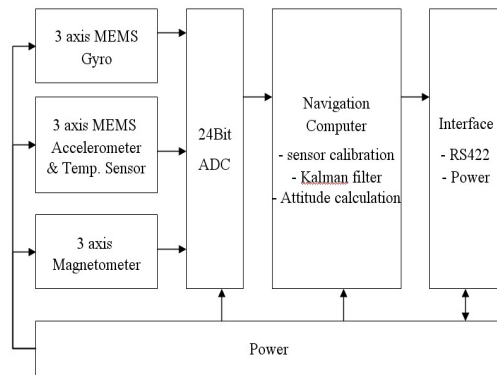 3 axis MEMS
Gyro
3 axis MEMS
Accelerometer
& Temp. Sensor
3 axis
Magnetometer
24Bit
ADC
Navigation
Computer
- sensor calibration
- Kalman filter
- Attitude calculation
Interface
- RS422
- Power
Power